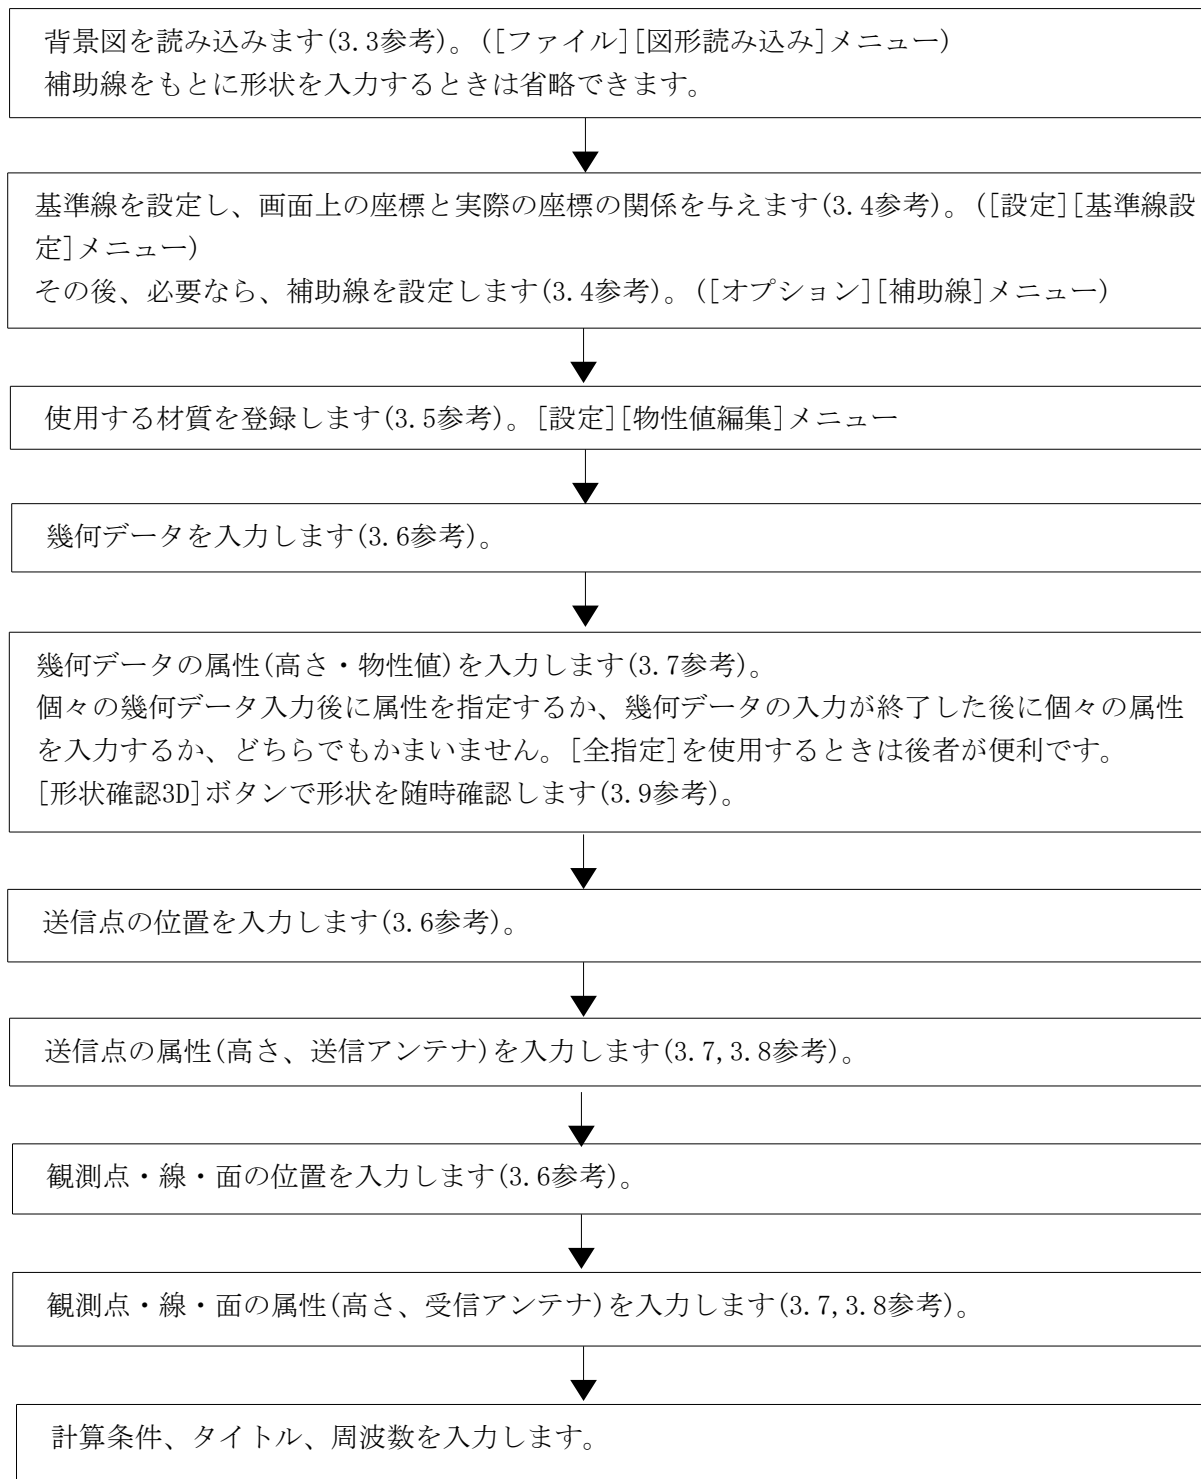 背景図を読み込みます(3.3参考)。([ファイル][図形読み込み]メニュー)
補助線をもとに形状を入力するときは省略できます。
基準線を設定し、画面上の座標と実際の座標の関係を与えます(3.4参考)。([設定][基準線設
定]メニュー)
その後、必要なら、補助線を設定します(3.4参考)。([オプション][補助線]メニュー)
使用する材質を登録します(3.5参考)。[設定][物性値編集]メニュー
幾何データを入力します(3.6参考)。
幾何データの属性(高さ・物性値)を入力します(3.7参考)。
個々の幾何データ入力後に属性を指定するか、幾何データの入力が終了した後に個々の属性
を入力するか、どちらでもかまいません。[全指定]を使用するときは後者が便利です。
[形状確認3D]ボタンで形状を随時確認します(3.9参考)。
送信点の位置を入力します(3.6参考)。
送信点の属性(高さ、送信アンテナ)を入力します(3.7,3.8参考)。
観測点・線・面の位置を入力します(3.6参考)。
観測点・線・面の属性(高さ、受信アンテナ)を入力します(3.7,3.8参考)。
計算条件、タイトル、周波数を入力します。